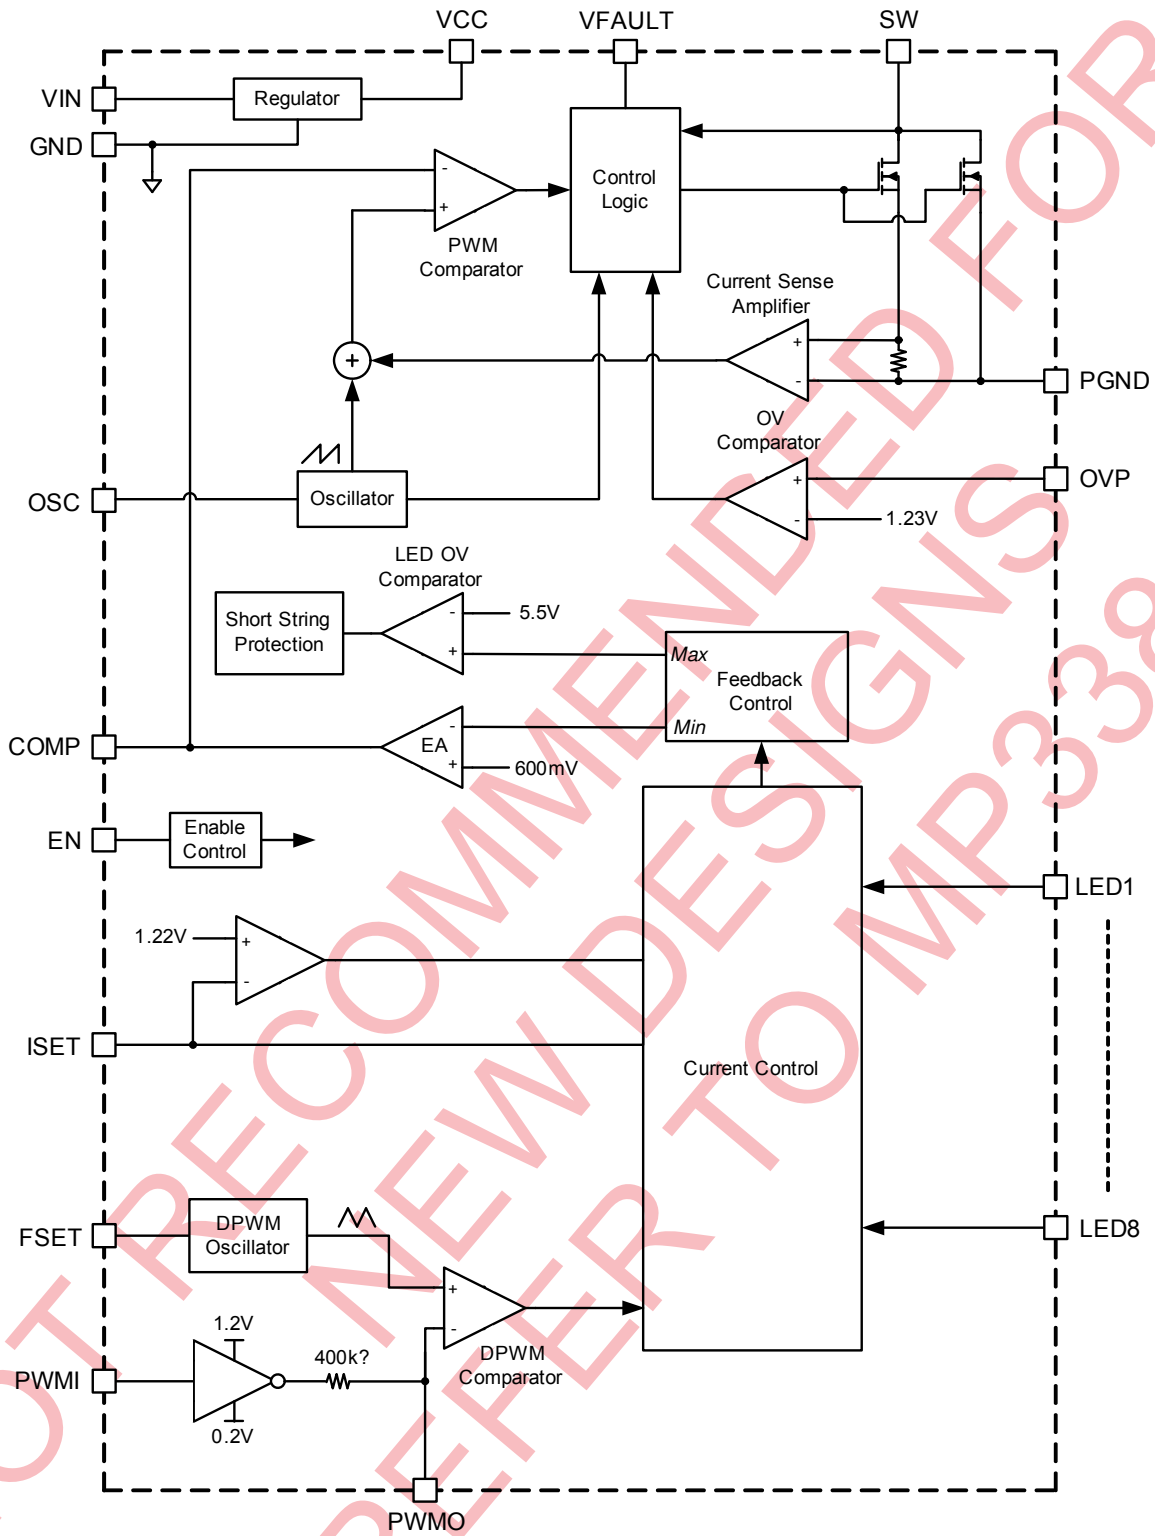 VCC
VFAULT
SW
VIN
Regulator
GND
Control
Logic
-
+
PWM
Comparator
Current Sense
Amplifier
+
-
+
PGND
OV
Comparator
OSC
Oscillator
+
-
OVP
1.23V
LED OV
Comparator
Short String
Protection
-
+
5.5V
Max
Feedback
Control
Min
COMP
EA
-
+
600mV
EN
Enable
Control
LED1
1.22V
+
-
ISET
Current Control
FSET
DPWM
Oscillator
LED8
+
-
DPWM
Comparator
1.2V
400k?
PWMI
0.2V
PWMO
NOT RECOMMENDED FOR
NEW DESIGNS
REFER TO MP338